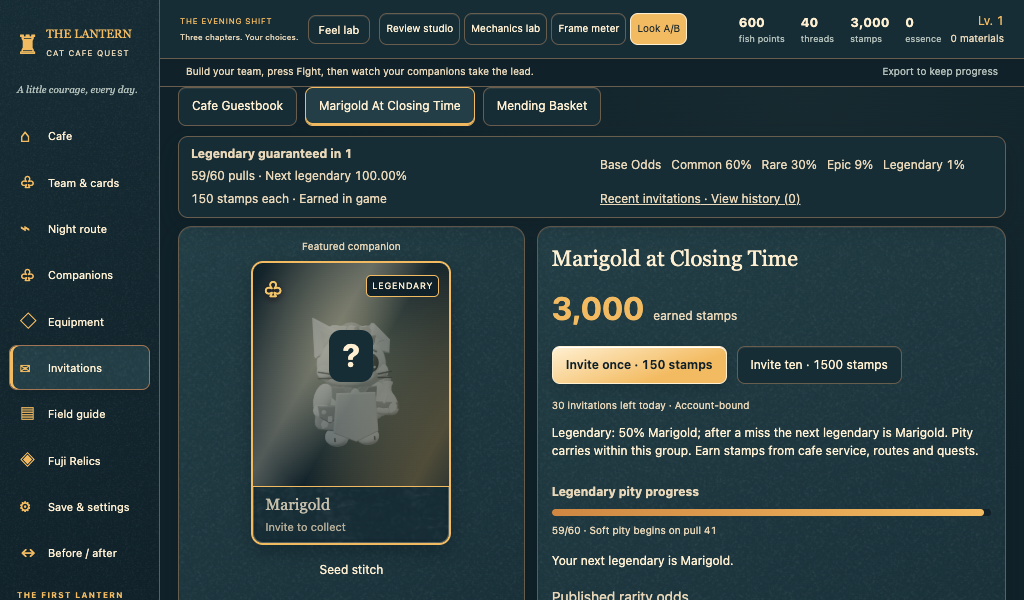 THE LANTERN
CAT CAFE QUEST
A little courage, every day.
Cafe
Team & cards
Night route
Companions
Equipment
Invitations
Field guide
Fuji Relics
Save & settings
Before / after
THE FIRST LANTERN
THE EVENING SHIFT
Three chapters. Your choices.
Feel lab
Review studio
Mechanics lab
Frame meter
Look A/B
600
fish points
40
threads
3,000
stamps
0
essence
Lv. 1
0 materials
Build your team, press Fight, then watch your companions take the lead.
Export to keep progress
Cafe Guestbook
Marigold At Closing Time
Mending Basket
Legendary guaranteed in 1
59/60 pulls · Next legendary 100.00%
150 stamps each · Earned in game
Base Odds Common 60% Rare 30% Epic 9% Legendary 1%
Recent invitations · View history (0)
Featured companion
LEGENDARY
?
Marigold
Invite to collect
Seed stitch
Marigold at Closing Time
3,000 earned stamps
Invite once · 150 stamps
Invite ten · 1500 stamps
30 invitations left today · Account-bound
Legendary: 50% Marigold; after a miss the next legendary is Marigold. Pity
carries within this group. Earn stamps from cafe service, routes and quests.
Legendary pity progress
59/60 · Soft pity begins on pull 41
Your next legendary is Marigold.
Published rarity odds